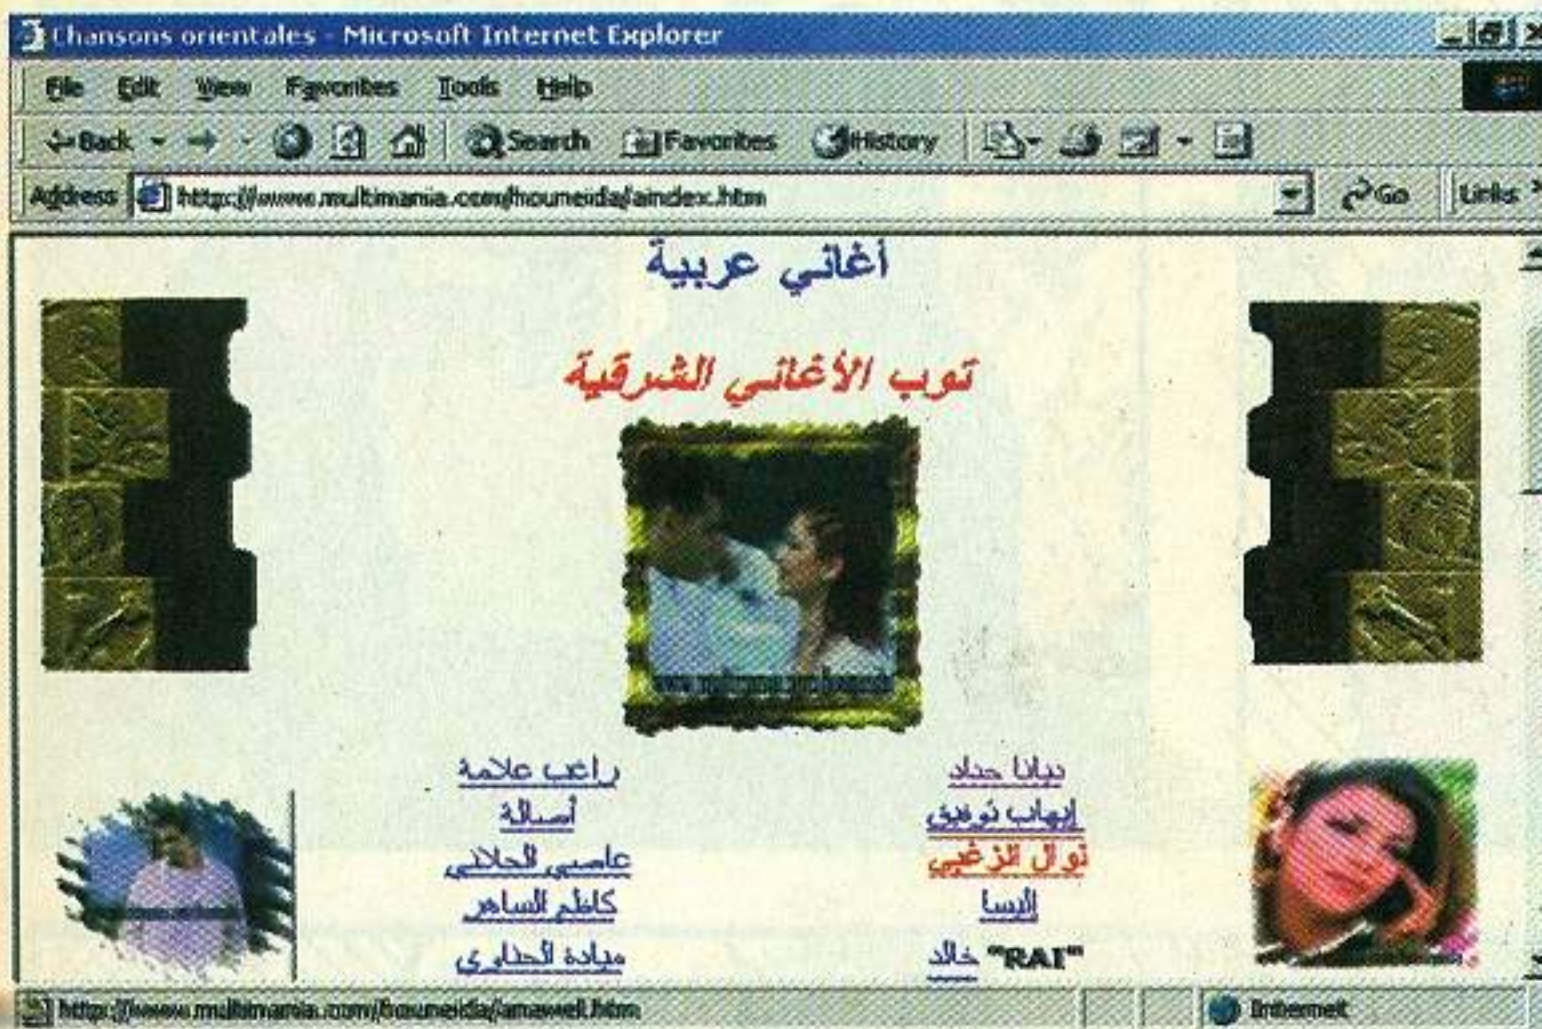 Chansons orientales - Microsoft Internet Explorer
File Edit View Favorites Tools Help
Back Search Favorites History
Address http://www.multimania.com/houneida/aindex.htm Go Links
أغاني عربية
توب الأغاني الشرقية
ديانا حداد راغب علامة
إيهاب توفيق أصالة
نوال الزغبي عاصي الحلاني
إليسا كاظم الساهر
"RAI" خالد ميادة الحناوي
http://www.multimania.com/houneida/anawell.htm Internet